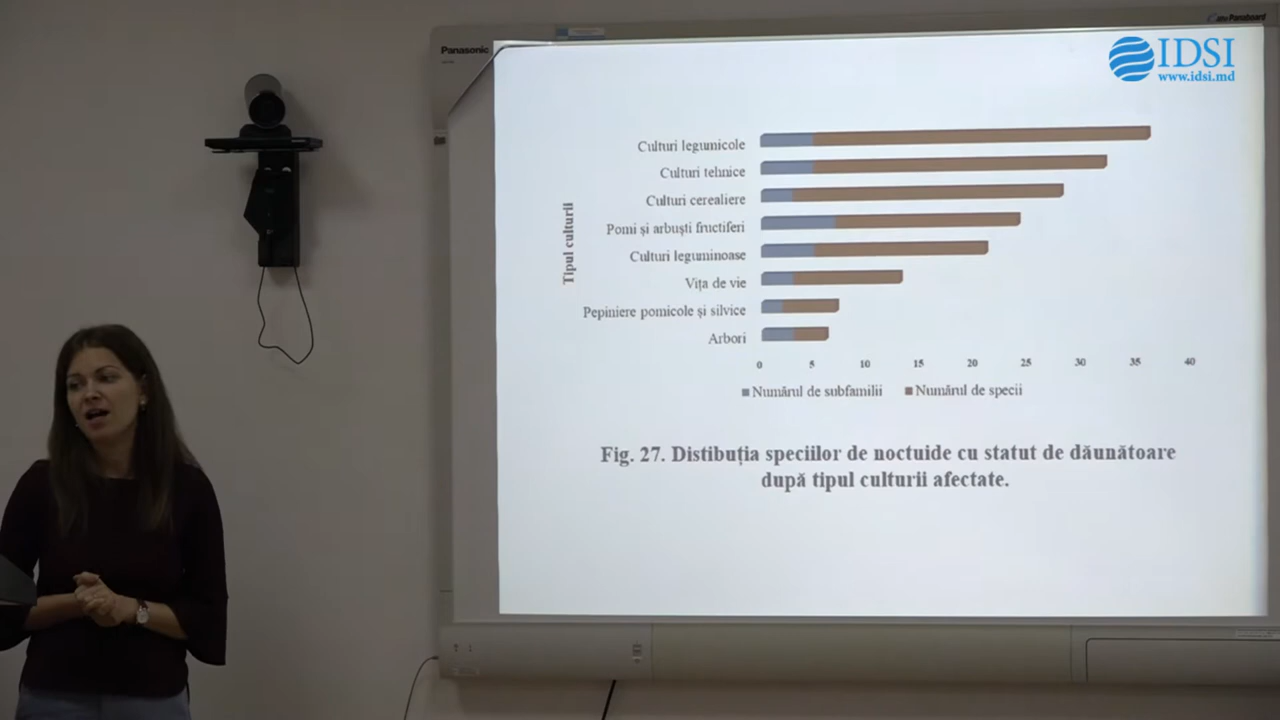 Panasonic
Panaboard
IDSI
www.idsi.md
Tipul culturii
Culturi legumicole
Culturi tehnice
Culturi cerealiere
Pomi și arbuști fructiferi
Culturi leguminoase
Vița de vie
Pepiniere pomicole și silvice
Arbori
0 5 10 15 20 25 30 35 40
Numărul de subfamilii Numărul de specii
Fig. 27. Distibuția speciilor de noctuide cu statut de dăunătoare
după tipul culturii afectate.